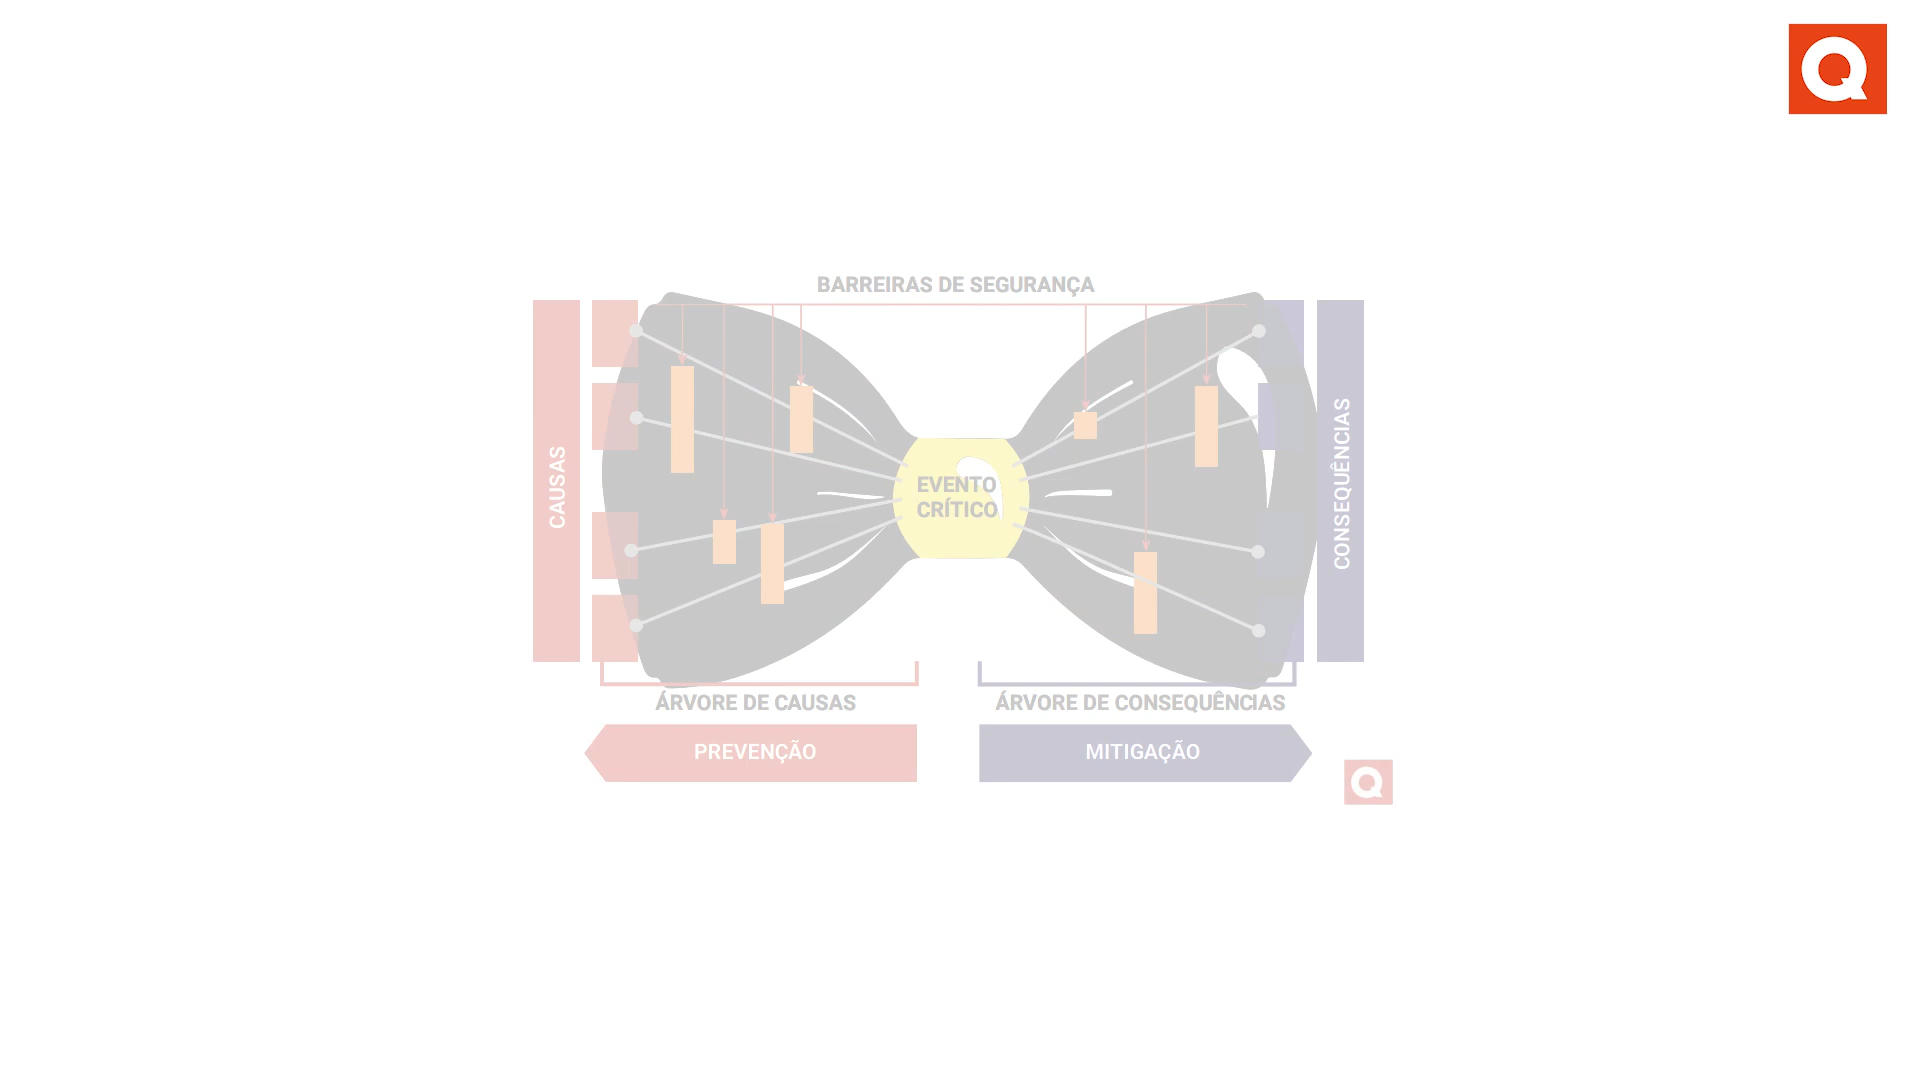 Q
BARREIRAS DE SEGURANÇA
CAUSAS
EVENTO
CRÍTICO
CONSEQUÊNCIAS
ÁRVORE DE CAUSAS
ÁRVORE DE CONSEQUÊNCIAS
PREVENÇÃO
MITIGAÇÃO
Q